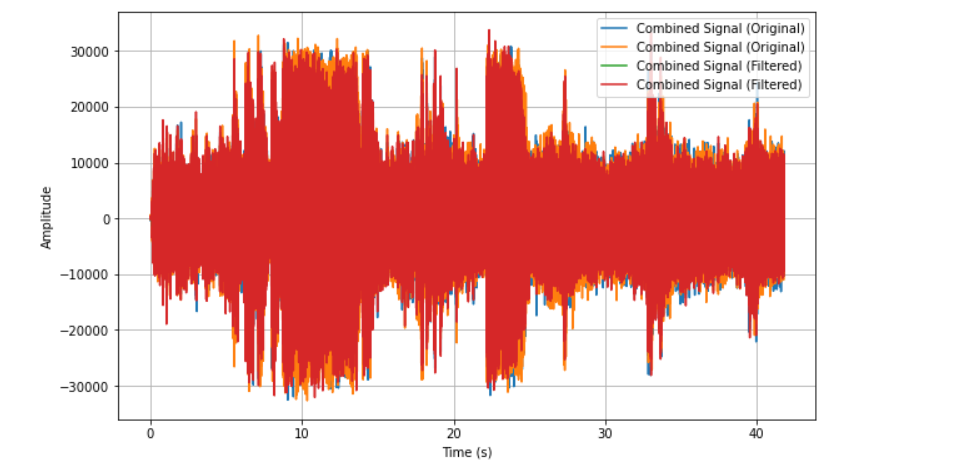 Combined Signal (Original)
Combined Signal (Original)
Combined Signal (Filtered)
Combined Signal (Filtered)
30000
20000
10000
0
−10000
−20000
−30000
Amplitude
0 10 20 30 40
Time (s)